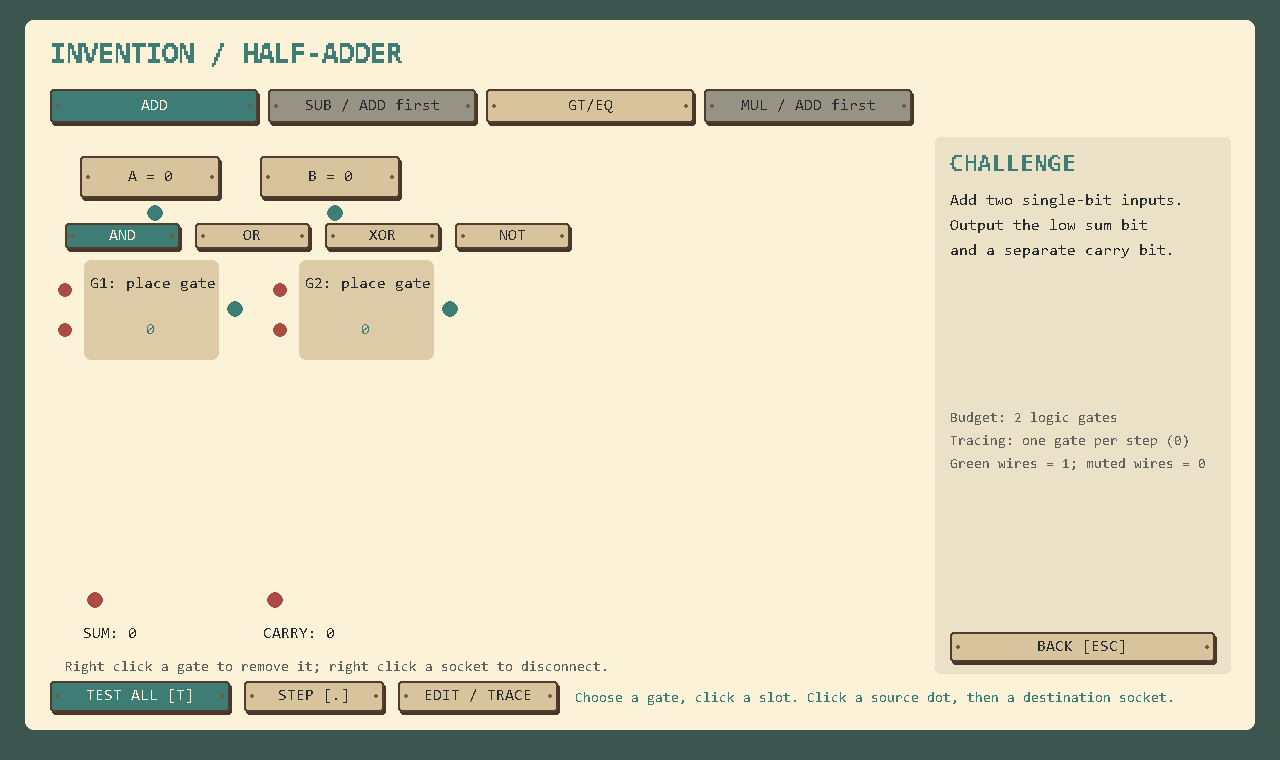 INVENTION / HALF-ADDER
ADD
SUB / ADD first
GT/EQ
MUL / ADD first
A = 0
B = 0
AND
OR
XOR
NOT
G1: place gate
0
G2: place gate
0
SUM: 0
CARRY: 0
Right click a gate to remove it; right click a socket to disconnect.
TEST ALL [T]
STEP [.]
EDIT / TRACE
Choose a gate, click a slot. Click a source dot, then a destination socket.
CHALLENGE
Add two single-bit inputs.
Output the low sum bit
and a separate carry bit.
Budget: 2 logic gates
Tracing: one gate per step (0)
Green wires = 1; muted wires = 0
BACK [ESC]